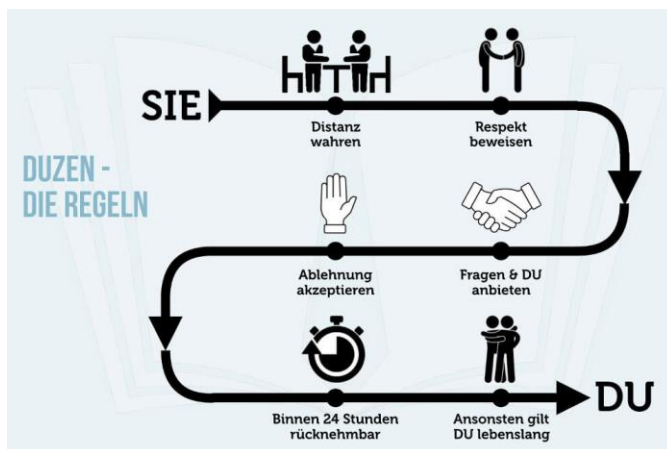 SIE
Distanz
wahren
Respekt
beweisen
DUZEN -
DIE REGELN
Fragen & DU
anbieten
Ablehnung
akzeptieren
Binnen 24 Stunden
rücknehmbar
Ansonsten gilt
DU lebenslang
DU